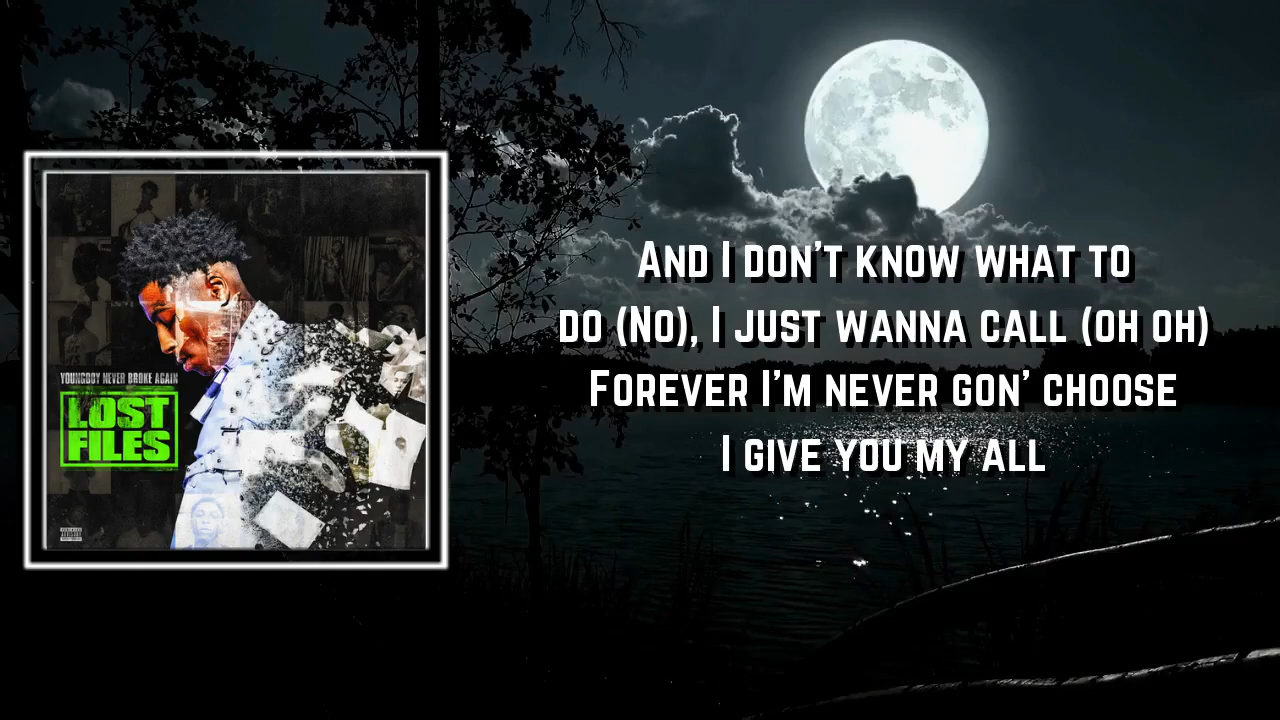 YOUNGBOY NEVER BROKE AGAIN
LOST
FILES
AND I DON'T KNOW WHAT TO
DO (NO), I JUST WANNA CALL (OH OH)
FOREVER I'M NEVER GON' CHOOSE
I GIVE YOU MY ALL